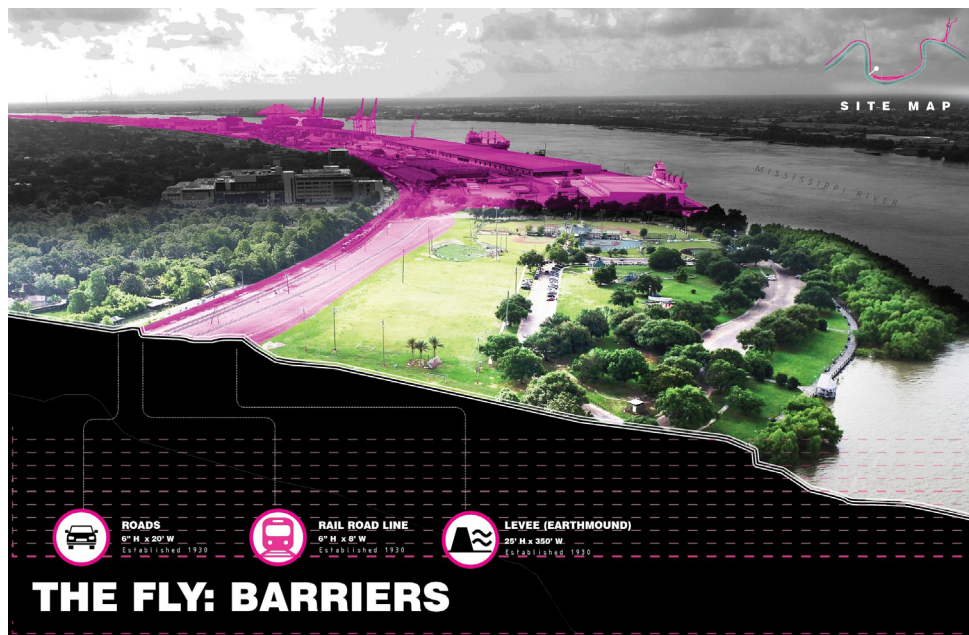 SITE MAP
MISSISSIPPI RIVER
ROADS
6" H x 20' W
Established 1930
RAIL ROAD LINE
6" H x 8' W
Established 1930
LEVEE (EARTHMOUND)
25' H x 350' W.
Established 1930
THE FLY: BARRIERS